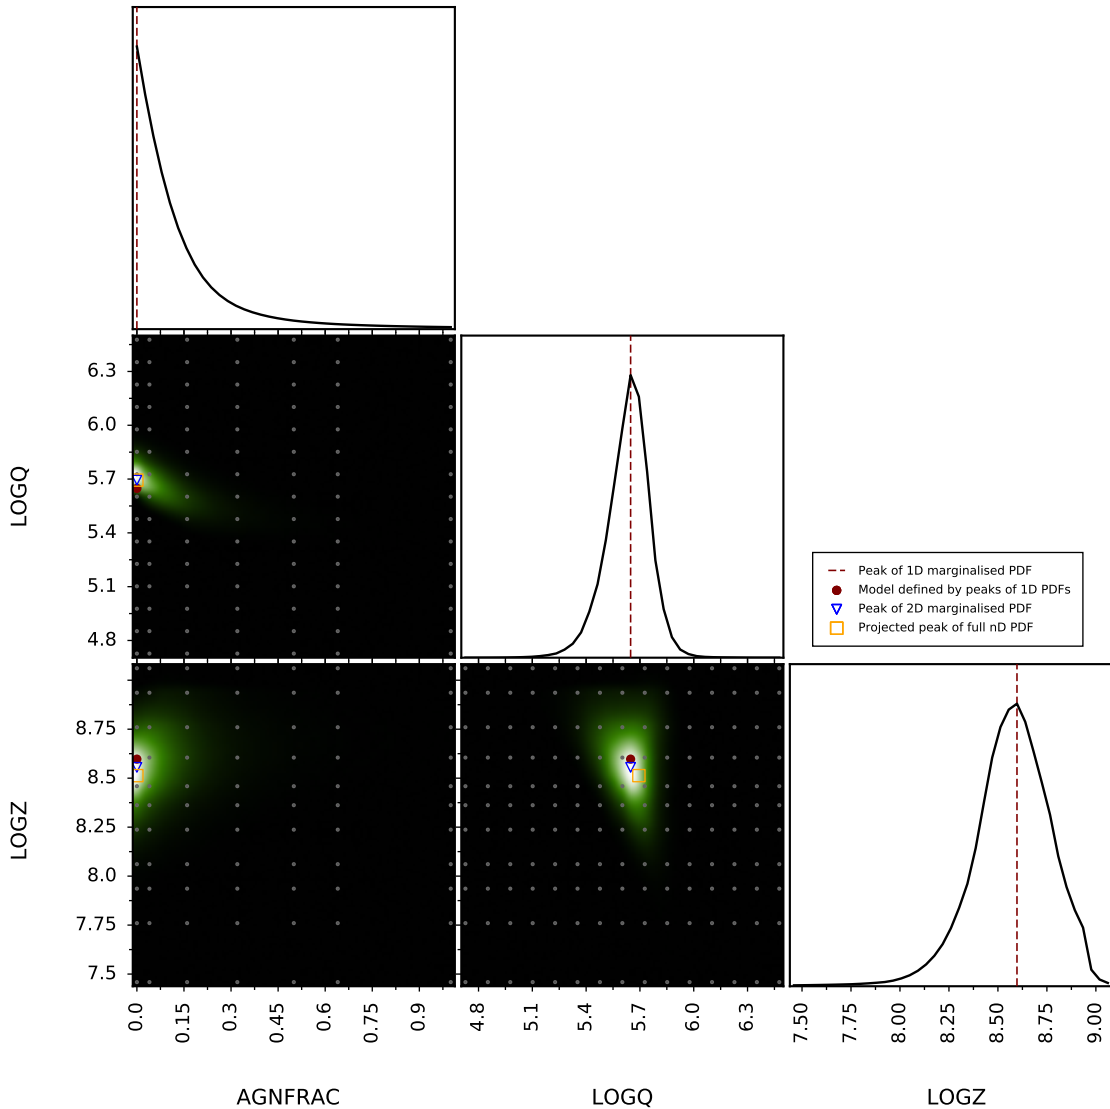 LOGQ
6.3
6.0
5.7
5.4
5.1
4.8
Peak of 1D marginalised PDF
Model defined by peaks of 1D PDFs
Peak of 2D marginalised PDF
Projected peak of full nD PDF
LOGZ
8.75
8.5
8.25
8.0
7.75
7.5
0.0 0.15 0.3 0.45 0.6 0.75 0.9
4.8 5.1 5.4 5.7 6.0 6.3
7.50 7.75 8.00 8.25 8.50 8.75 9.00
AGNFRAC LOGQ LOGZ